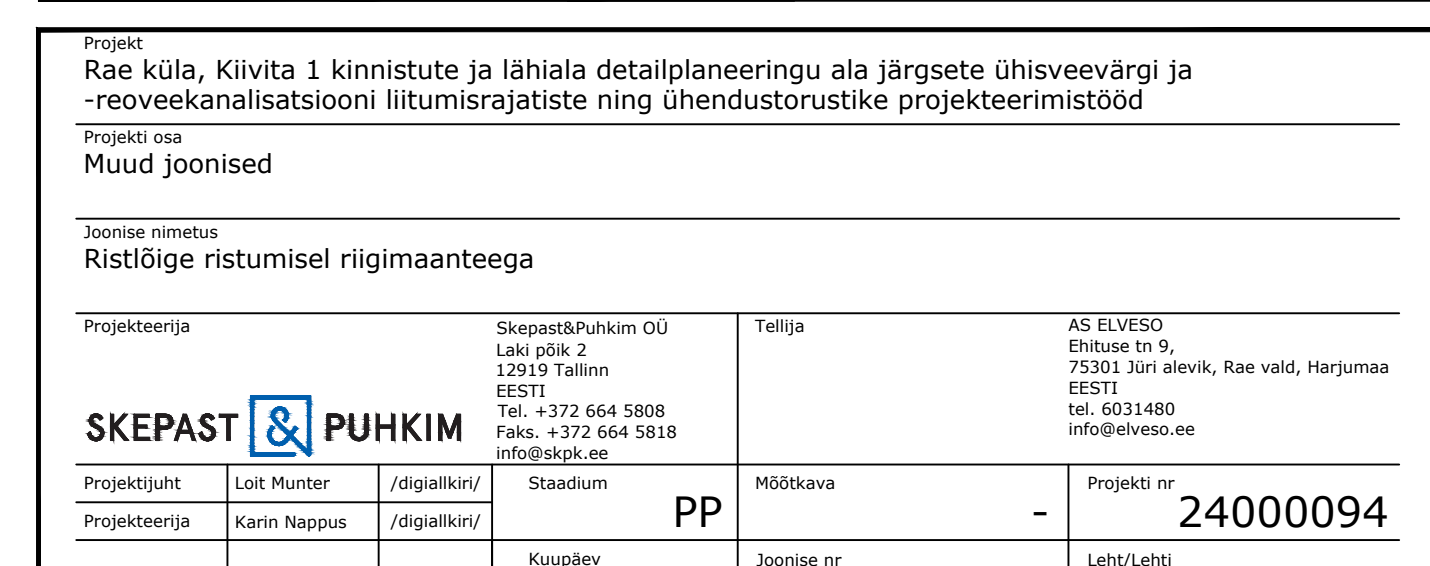 Projekt
Rae küla, Kiivita 1 kinnistute ja lähiala detailplaneeringu ala järgsete ühisveevärgi ja
-reoveekanalisatsiooni liitumisrajatiste ning ühendustorustike projekteerimistööd
Projekti osa
Muud joonised
Joonise nimetus
Ristlõige ristumisel riigimaanteega
Projekteerija
SKEPAST & PUHKIM
Skepast&Puhkim OÜ
Laki põik 2
12919 Tallinn
EESTI
Tel. +372 664 5808
Faks. +372 664 5818
info@skpk.ee
Tellija
AS ELVESO
Ehituse tn 9,
75301 Jüri alevik, Rae vald, Harjumaa
EESTI
tel. 6031480
info@elveso.ee
Projektijuht Loit Munter /digiallkiri/
Projekteerija Karin Nappus /digiallkiri/
Staadium
PP
Mõõtkava
-
Projekti nr
24000094
Kuupäev
Joonise nr
Leht/Lehti